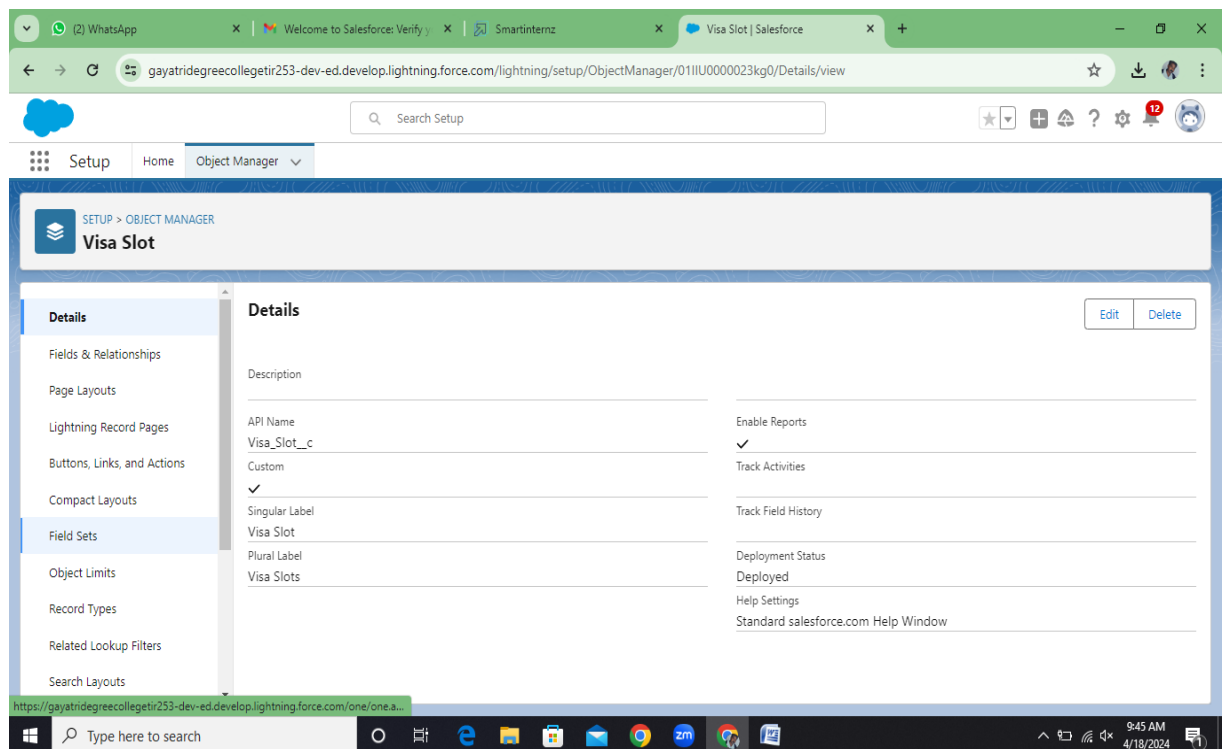 (2) WhatsApp
Welcome to Salesforce: Verify y
Smartinternz
Visa Slot | Salesforce
gayatridegreecollegetir253-dev-ed.develop.lightning.force.com/lightning/setup/ObjectManager/01IIU0000023kg0/Details/view
Search Setup
12
Setup
Home
Object Manager
SETUP > OBJECT MANAGER
Visa Slot
Details
Fields & Relationships
Page Layouts
Lightning Record Pages
Buttons, Links, and Actions
Compact Layouts
Field Sets
Object Limits
Record Types
Related Lookup Filters
Search Layouts
Details
Edit
Delete
Description
API Name
Visa_Slot__c
Custom
Singular Label
Visa Slot
Plural Label
Visa Slots
Enable Reports
Track Activities
Track Field History
Deployment Status
Deployed
Help Settings
Standard salesforce.com Help Window
https://gayatridegreecollegetir253-dev-ed.develop.lightning.force.com/one/one.a...
Type here to search
zm
9:45 AM
4/18/2024
1